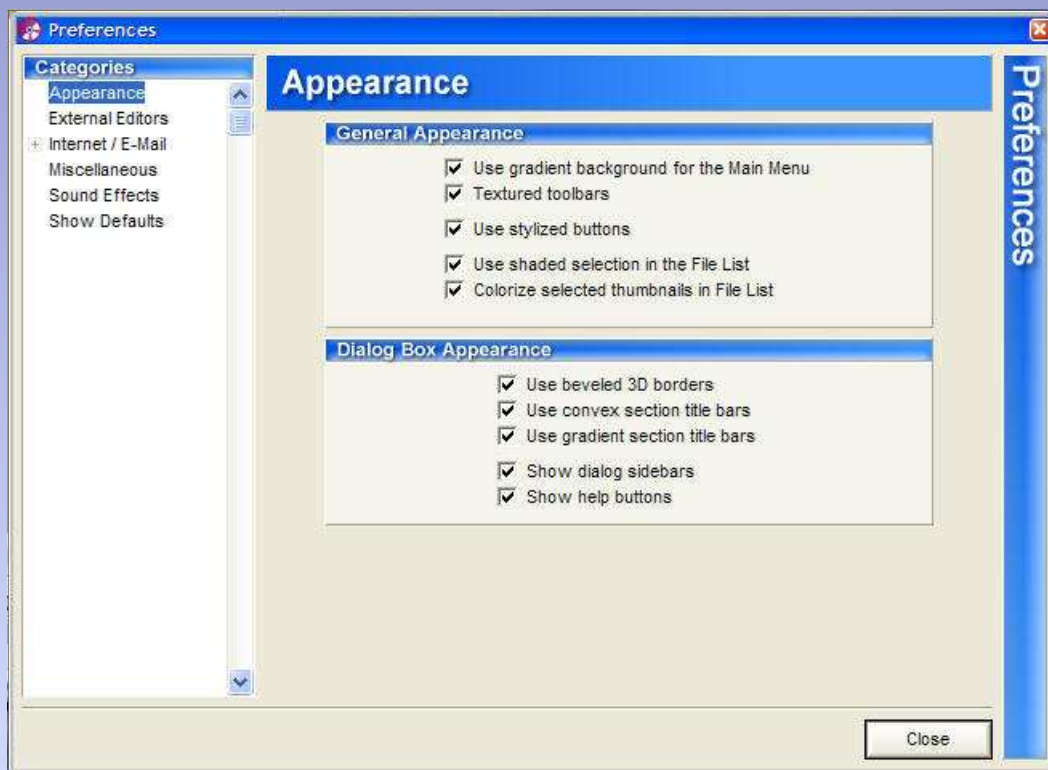 Preferences
Categories
Appearance
External Editors
Internet / E-Mail
Miscellaneous
Sound Effects
Show Defaults
Appearance
General Appearance
Use gradient background for the Main Menu
Textured toolbars
Use stylized buttons
Use shaded selection in the File List
Colorize selected thumbnails in File List
Dialog Box Appearance
Use beveled 3D borders
Use convex section title bars
Use gradient section title bars
Show dialog sidebars
Show help buttons
Close
Preferences